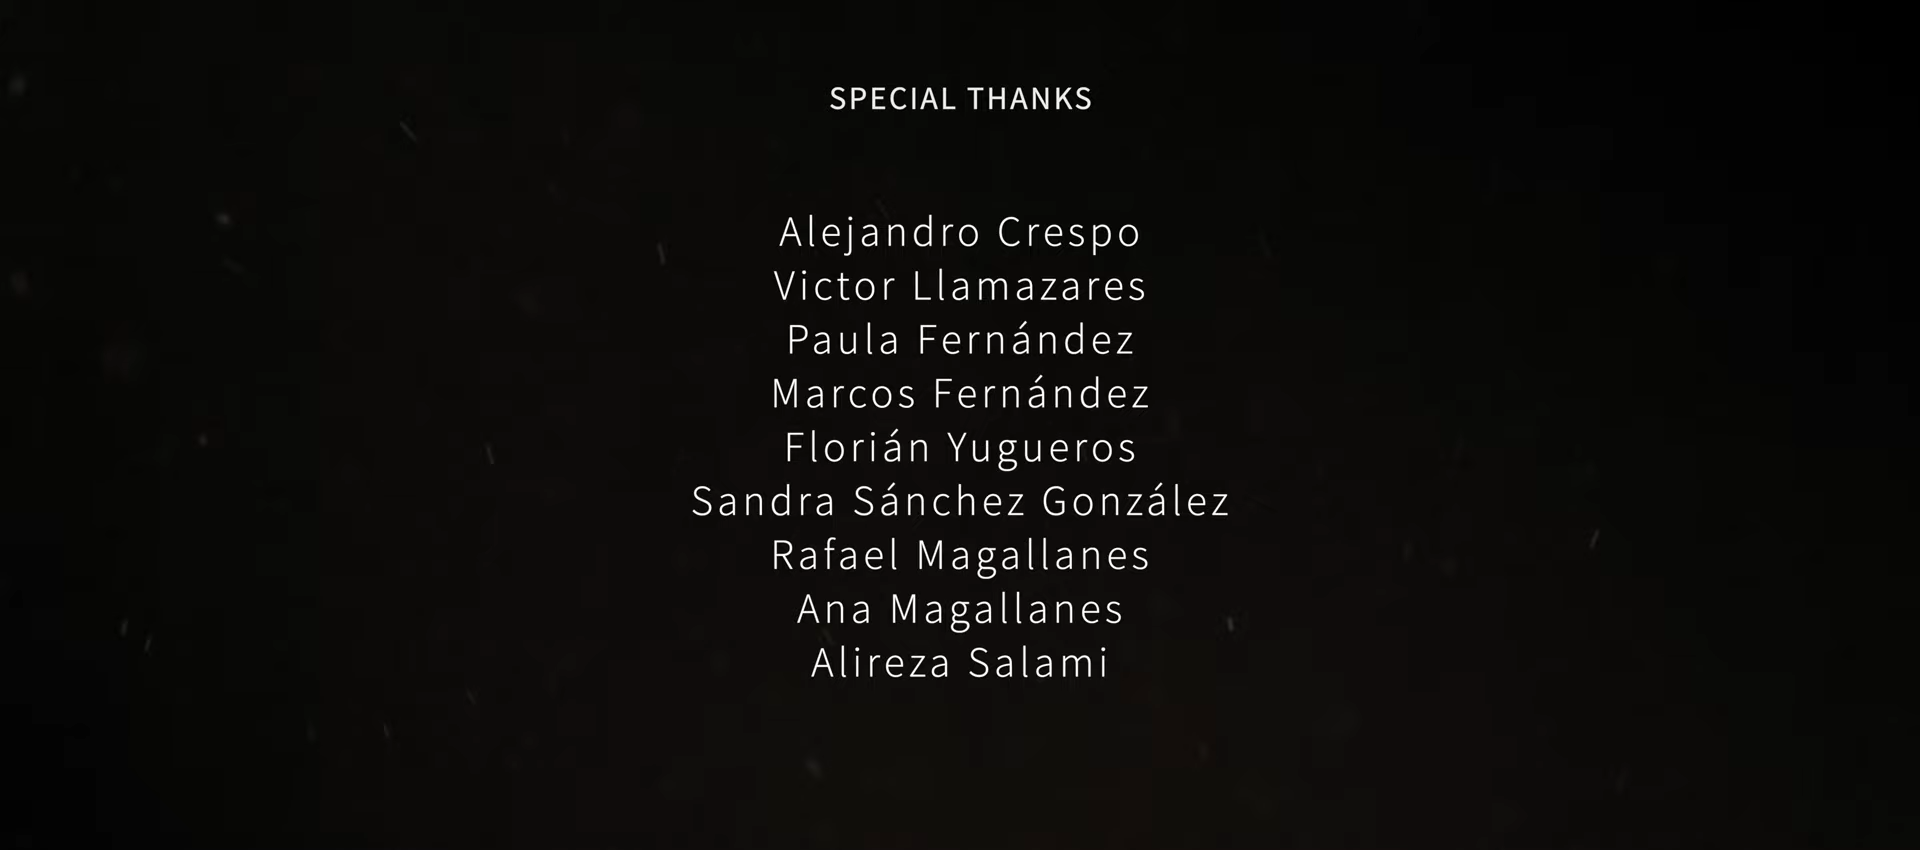 SPECIAL THANKS
Alejandro Crespo
Victor Llamazares
Paula Fernández
Marcos Fernández
Florián Yugueros
Sandra Sánchez González
Rafael Magallanes
Ana Magallanes
Alireza Salami